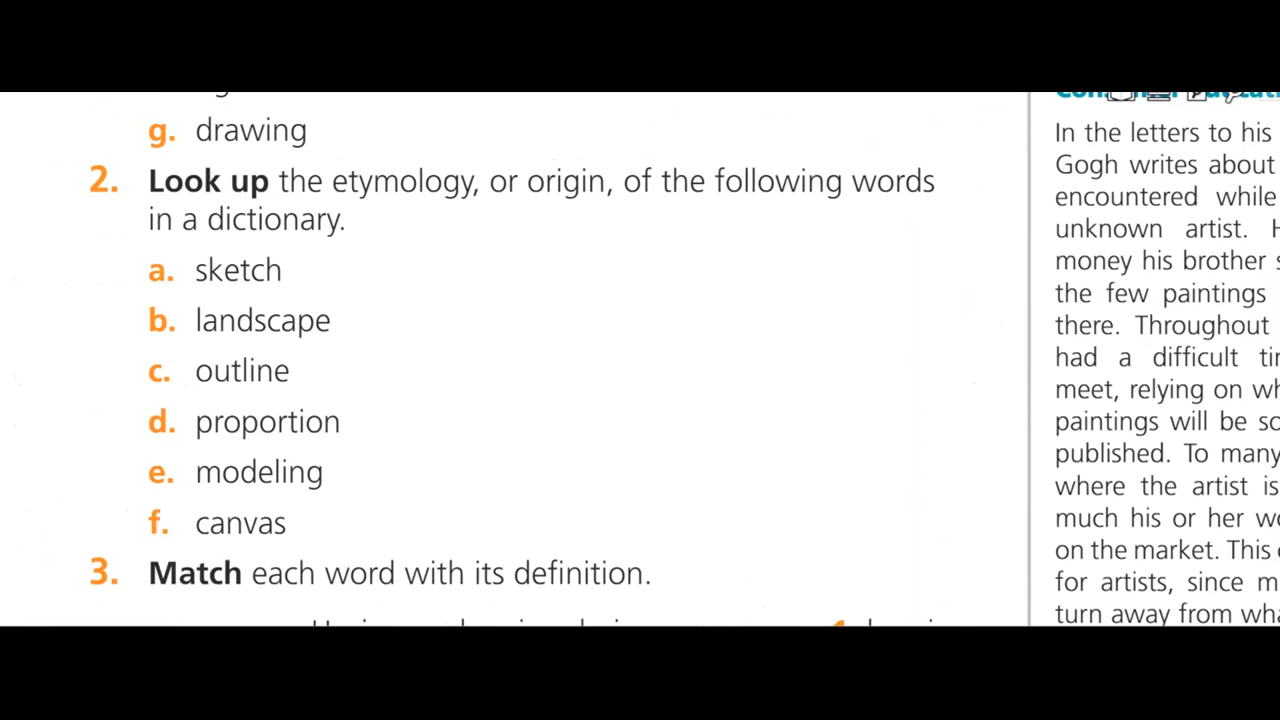 g. drawing
2. Look up the etymology, or origin, of the following words
in a dictionary.
a. sketch
b. landscape
c. outline
d. proportion
e. modeling
f. canvas
3. Match each word with its definition.
In the letters to his
Gogh writes about
encountered while
unknown artist.
money his brother
the few paintings
there. Throughout
had a difficult
meet, relying on
paintings will be
published. To many
where the artist is
much his or her
on the market. This
for artists, since
turn away from